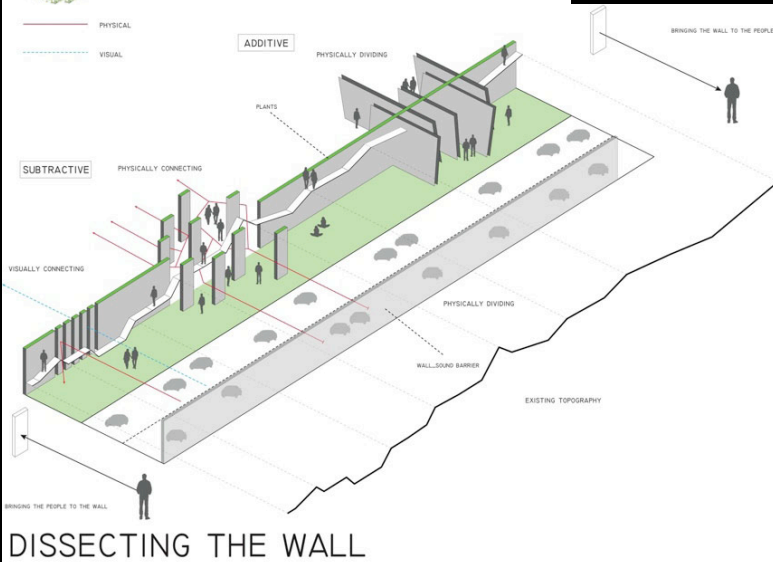 PHYSICAL
VISUAL
ADDITIVE
PHYSICALLY DIVIDING
BRINGING THE WALL TO THE PEOPLE
PLANTS
SUBTRACTIVE
PHYSICALLY CONNECTING
VISUALLY CONNECTING
PHYSICALLY DIVIDING
WALL_SOUND BARRIER
EXISTING TOPOGRAPHY
BRINGING THE PEOPLE TO THE WALL
DISSECTING THE WALL